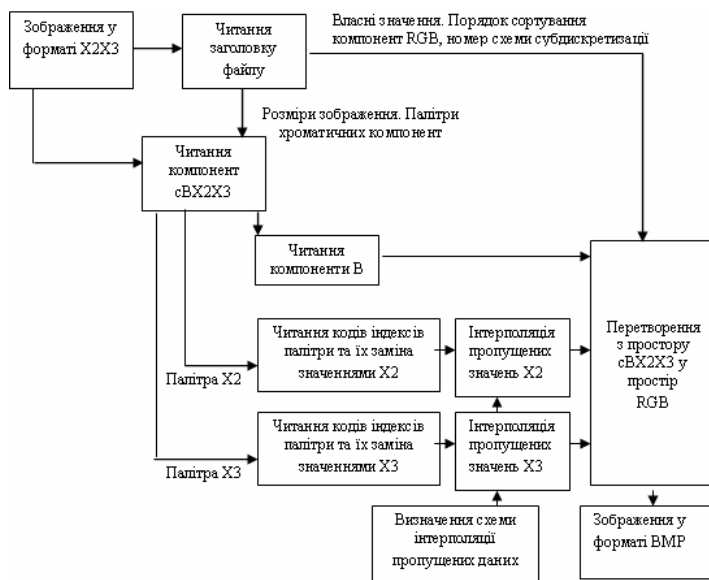 Зображення у
форматі X2X3
Читання
заголовку
файлу
Власні значення. Порядок сортування
компонент RGB, номер схеми субдискретизації
Розміри зображення. Палітри
хроматичних компонент
Читання
компонент
cBX2X3
Читання
компоненти B
Читання кодів індексів
палітри та їх заміна
значеннями X2
Інтерполяція
пропущених
значень X2
Перетворення
з простору
cBX2X3 у
простір
RGB
Палітра X2
Читання кодів індексів
палітри та їх заміна
значеннями X3
Інтерполяція
пропущених
значень X3
Палітра X3
Визначення схеми
інтерполяції
пропущених даних
Зображення у
форматі BMP